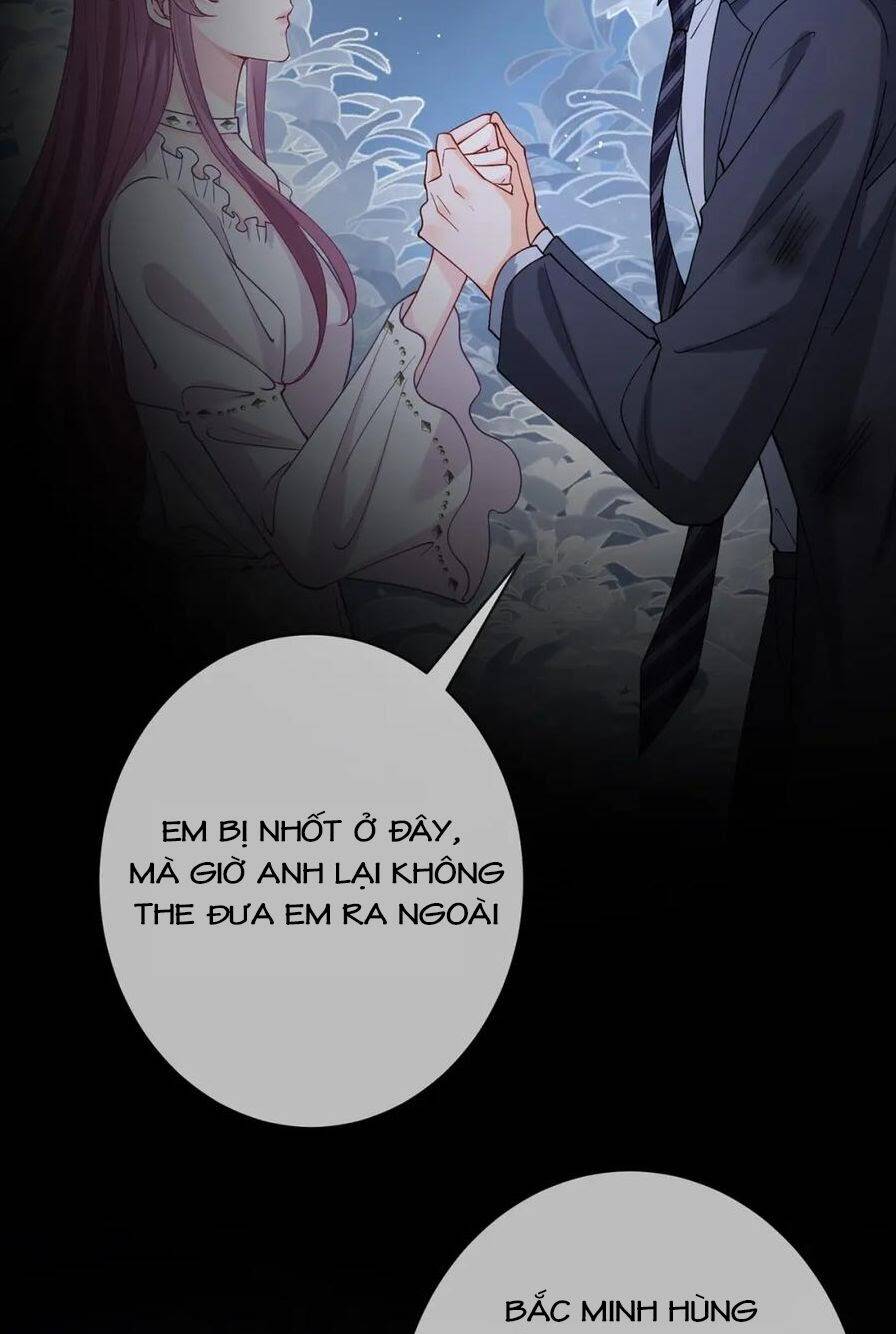 EM BỊ NHỐT Ở ĐÂY,
MÀ GIỜ ANH LẠI KHÔNG
THE ĐƯA EM RA NGOÀI
BẮC MINH HÙNG